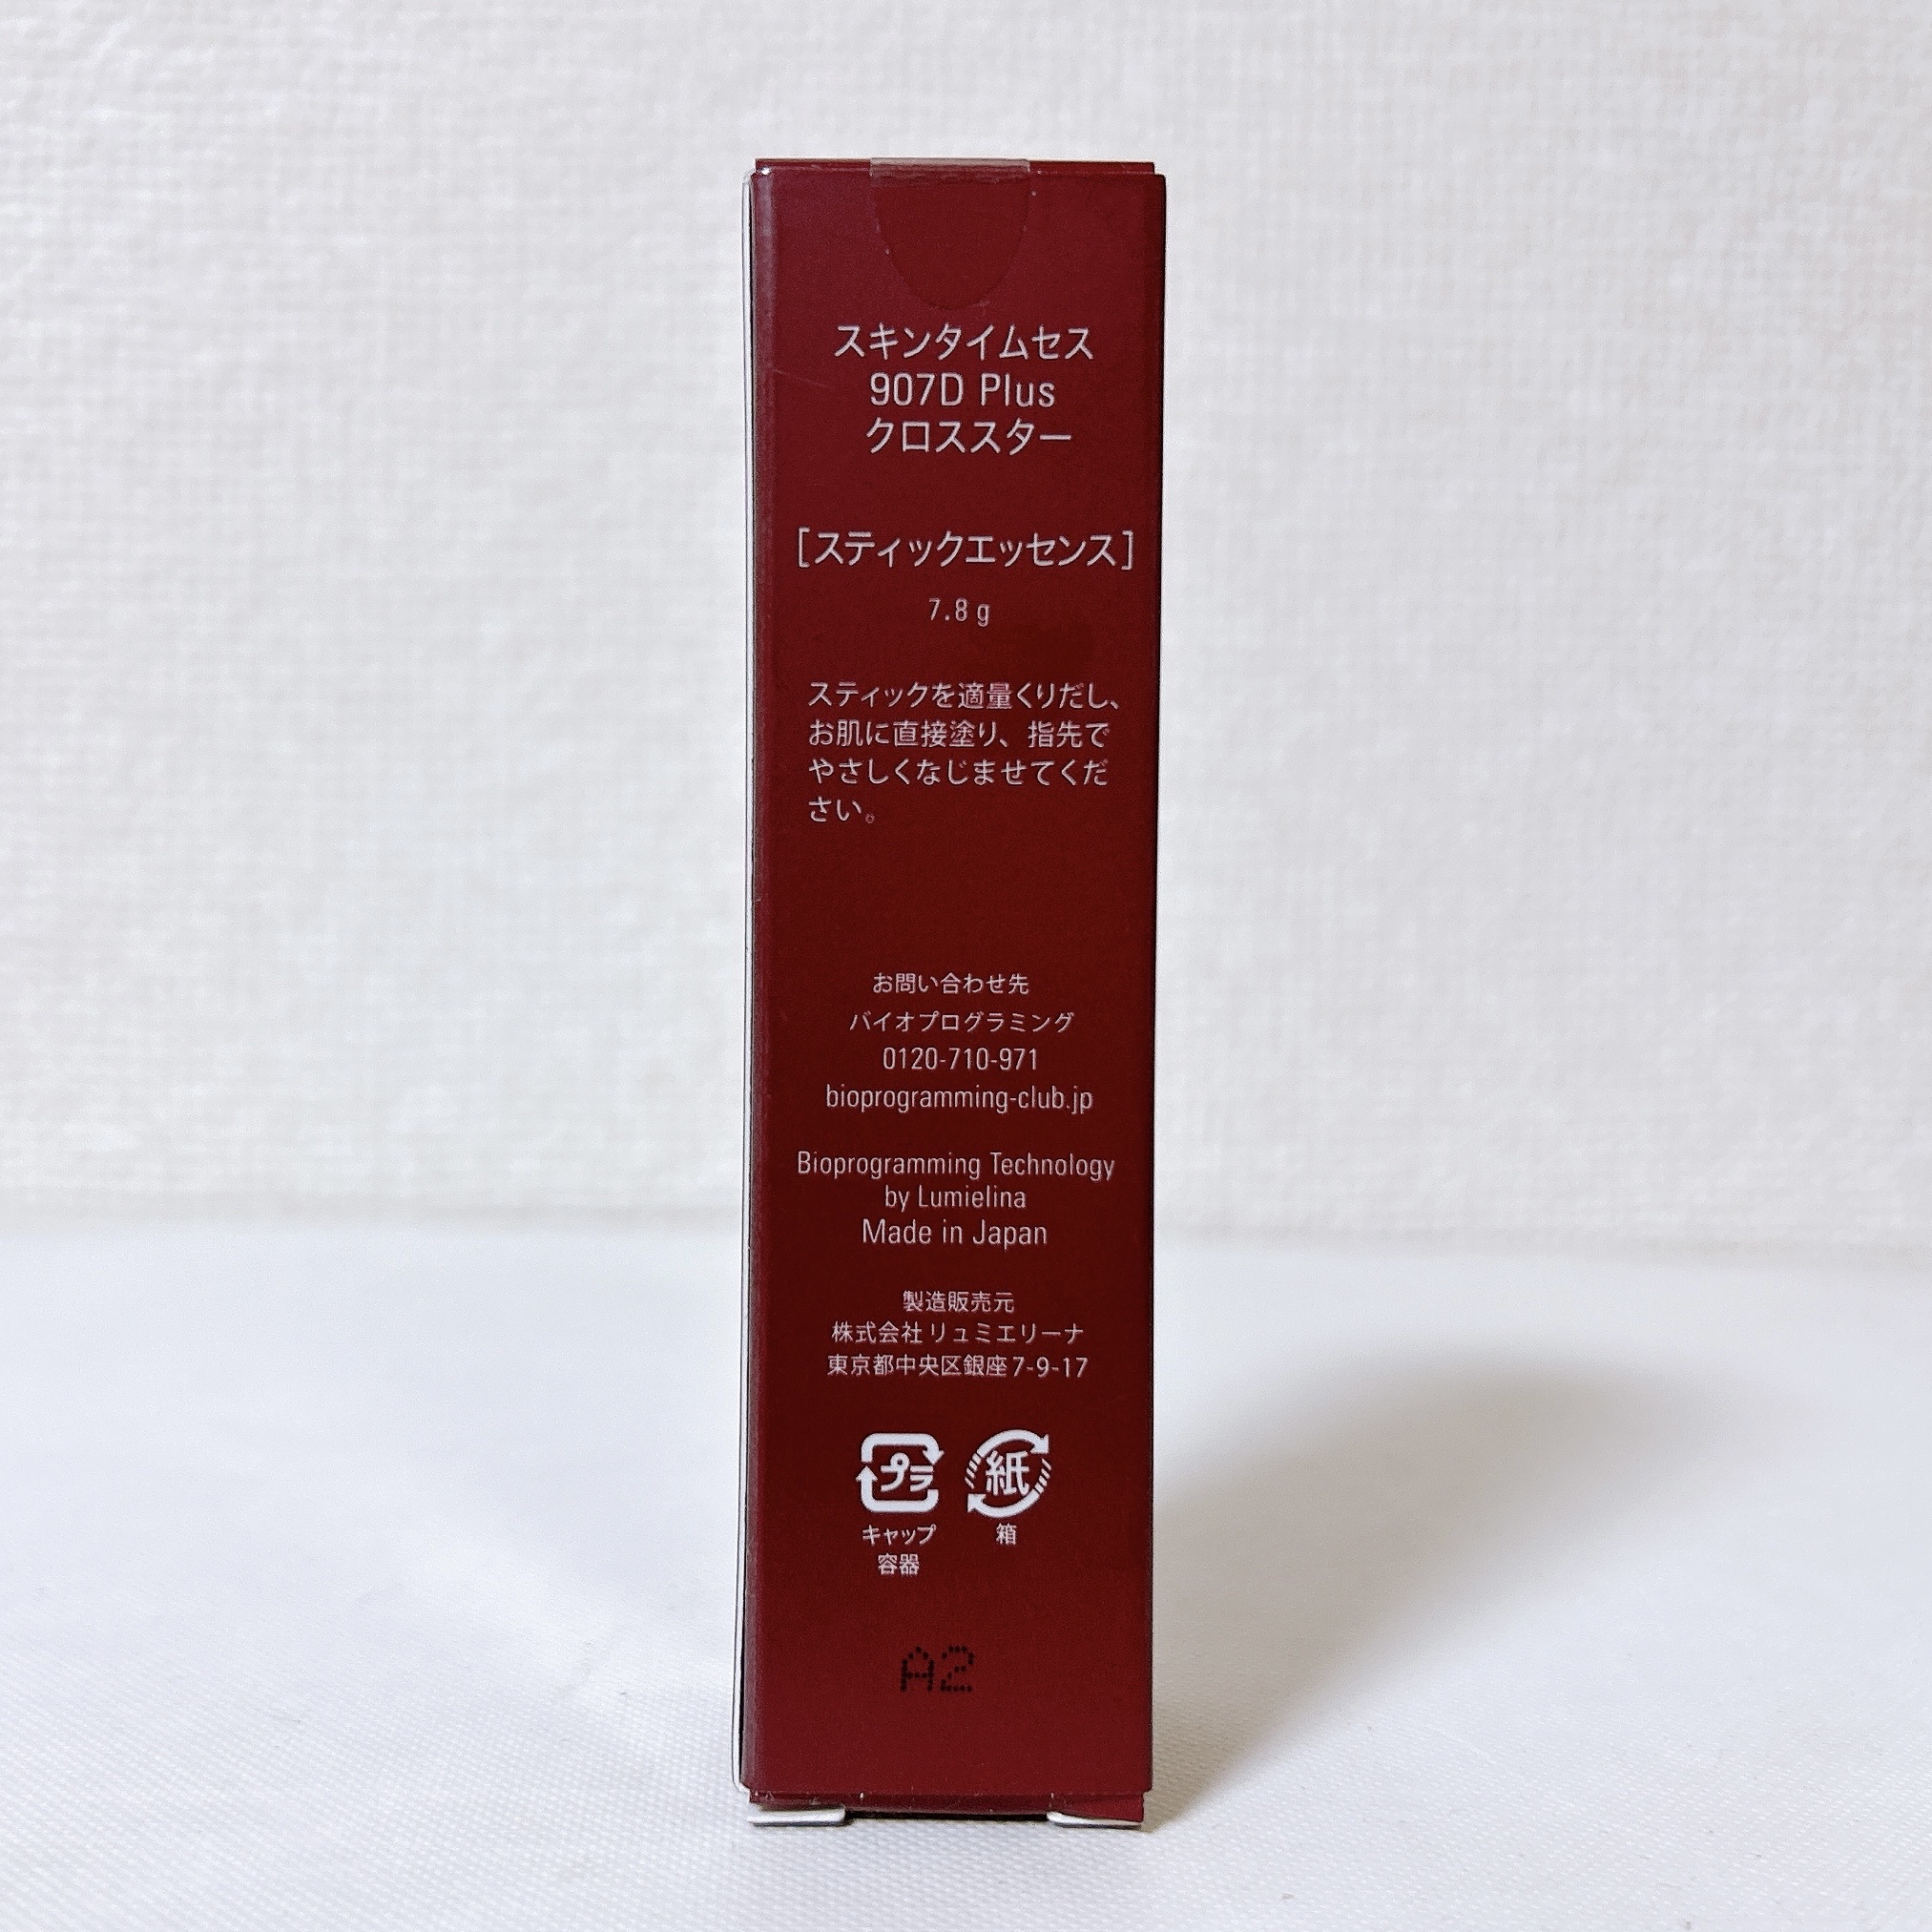 スキンタイムセス
907D Plus
クロススター
[スティックエッセンス]
7.8 g
スティックを適量くりだし、
お肌に直接塗り、指先で
やさしくなじませてくだ
さい。
お問い合わせ先
バイオプログラミング
0120-710-971
bioprogramming-club.jp
Bioprogramming Technology
by Lumielina
Made in Japan
製造販売元
株式会社リュミエリーナ
東京都中央区銀座7-9-17
プラ 紙
キャップ 箱
容器
A2